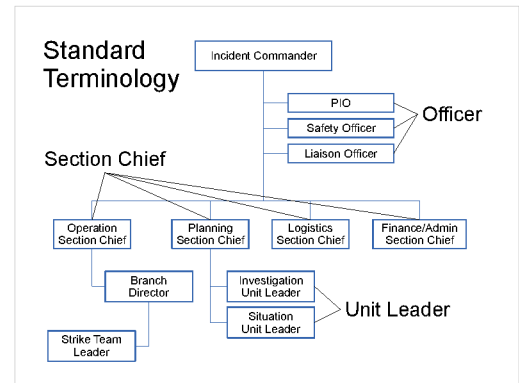 Standard
Terminology
Incident Commander
PIO
Safety Officer
Liaison Officer
Officer
Section Chief
Operation
Section Chief
Planning
Section Chief
Logistics
Section Chief
Finance/Admin
Section Chief
Branch
Director
Investigation
Unit Leader
Situation
Unit Leader
Unit Leader
Strike Team
Leader